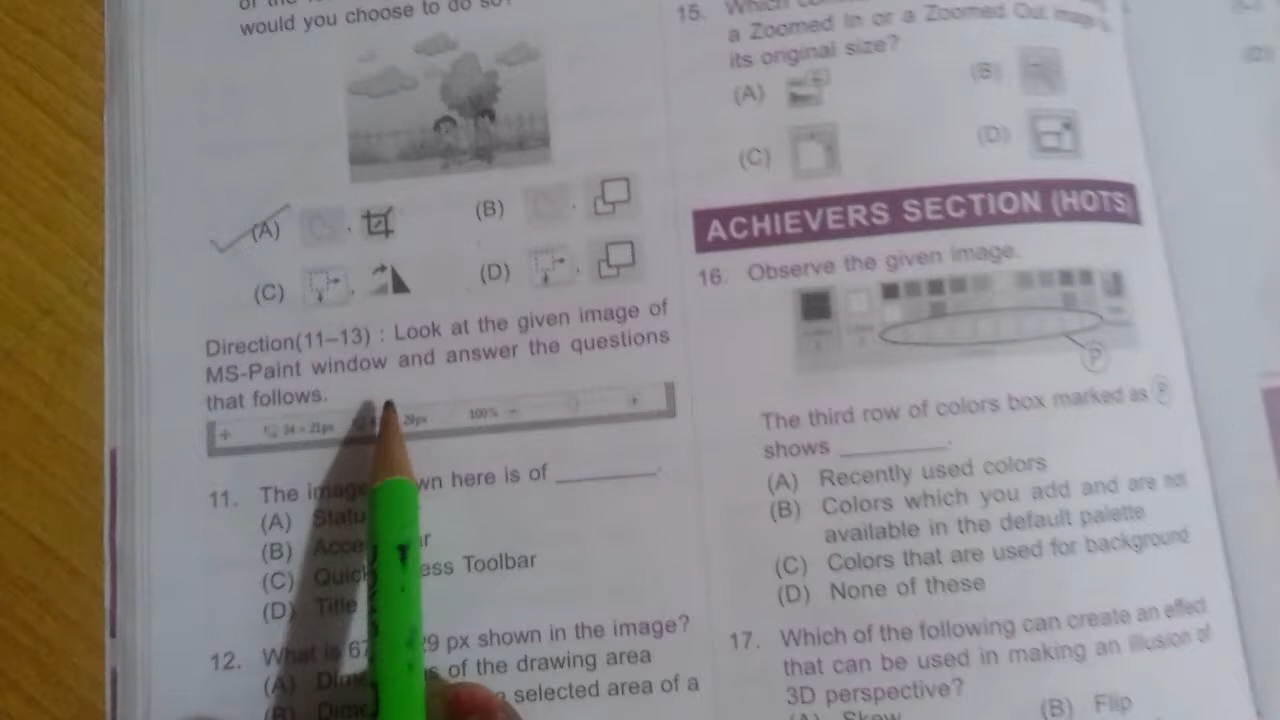 would you choose to do so?
(A)
(B)
(C)
(D)
Direction(11–13) : Look at the given image of
MS-Paint window and answer the questions
that follows.
100%
11. The image wn here is of ________.
(A) Statu
(B) Acce
(C) Quick ess Toolbar
(D) Title
12. What is 67 29 px shown in the image?
(A) Dime s of the drawing area
(B) Dime selected area of a
15. Which
a Zoomed In or a Zoomed Out
its original size?
(A)
(B)
(C)
(D)
ACHIEVERS SECTION (HOTS)
16. Observe the given image.
P
The third row of colors box marked as P
shows ________.
(A) Recently used colors
(B) Colors which you add and are not
available in the default palette
(C) Colors that are used for background
(D) None of these
17. Which of the following can create an effect
that can be used in making an illusion of
3D perspective?
(A) Skew
(B) Flip